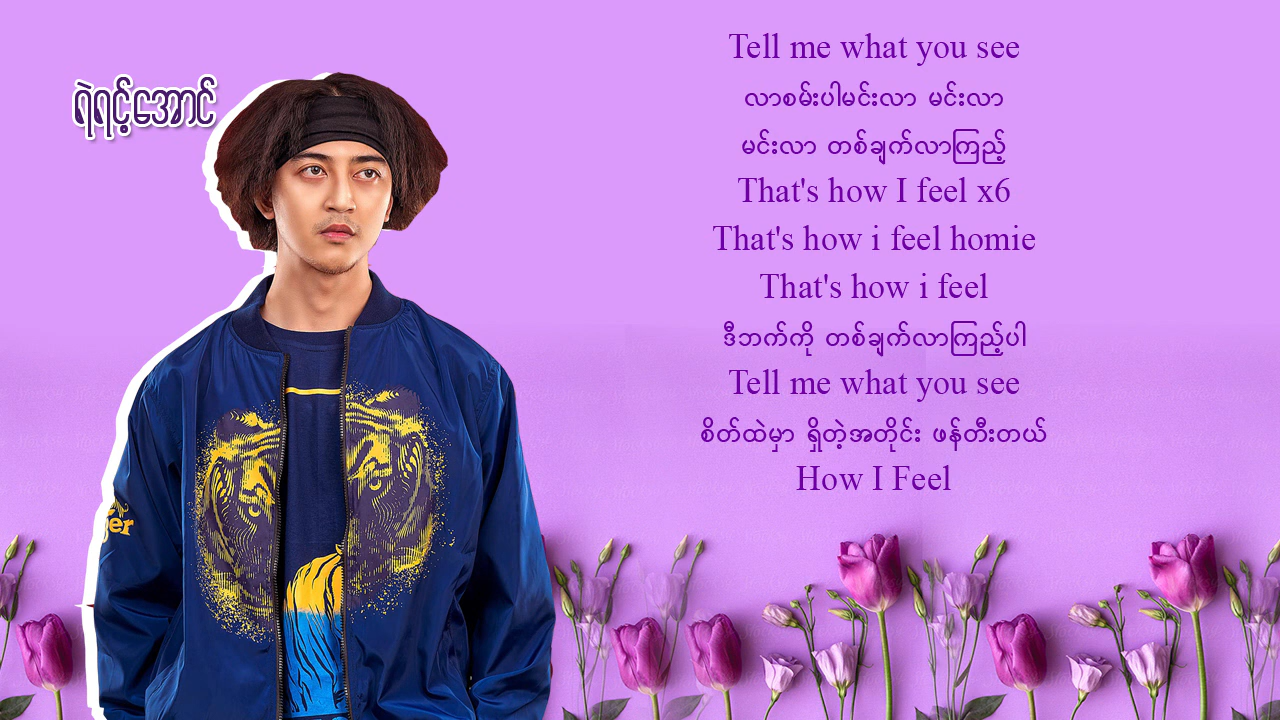 ရဲရင့်အောင်
Tell me what you see
လာစမ်းပါမင်းလာ မင်းလာ
မင်းလာ တစ်ချက်လာကြည့်
That's how I feel x6
That's how i feel homie
That's how i feel
ဒီဘက်ကို တစ်ချက်လာကြည့်ပါ
Tell me what you see
စိတ်ထဲမှာ ရှိတဲ့အတိုင်း ဖန်တီးတယ်
How I Feel